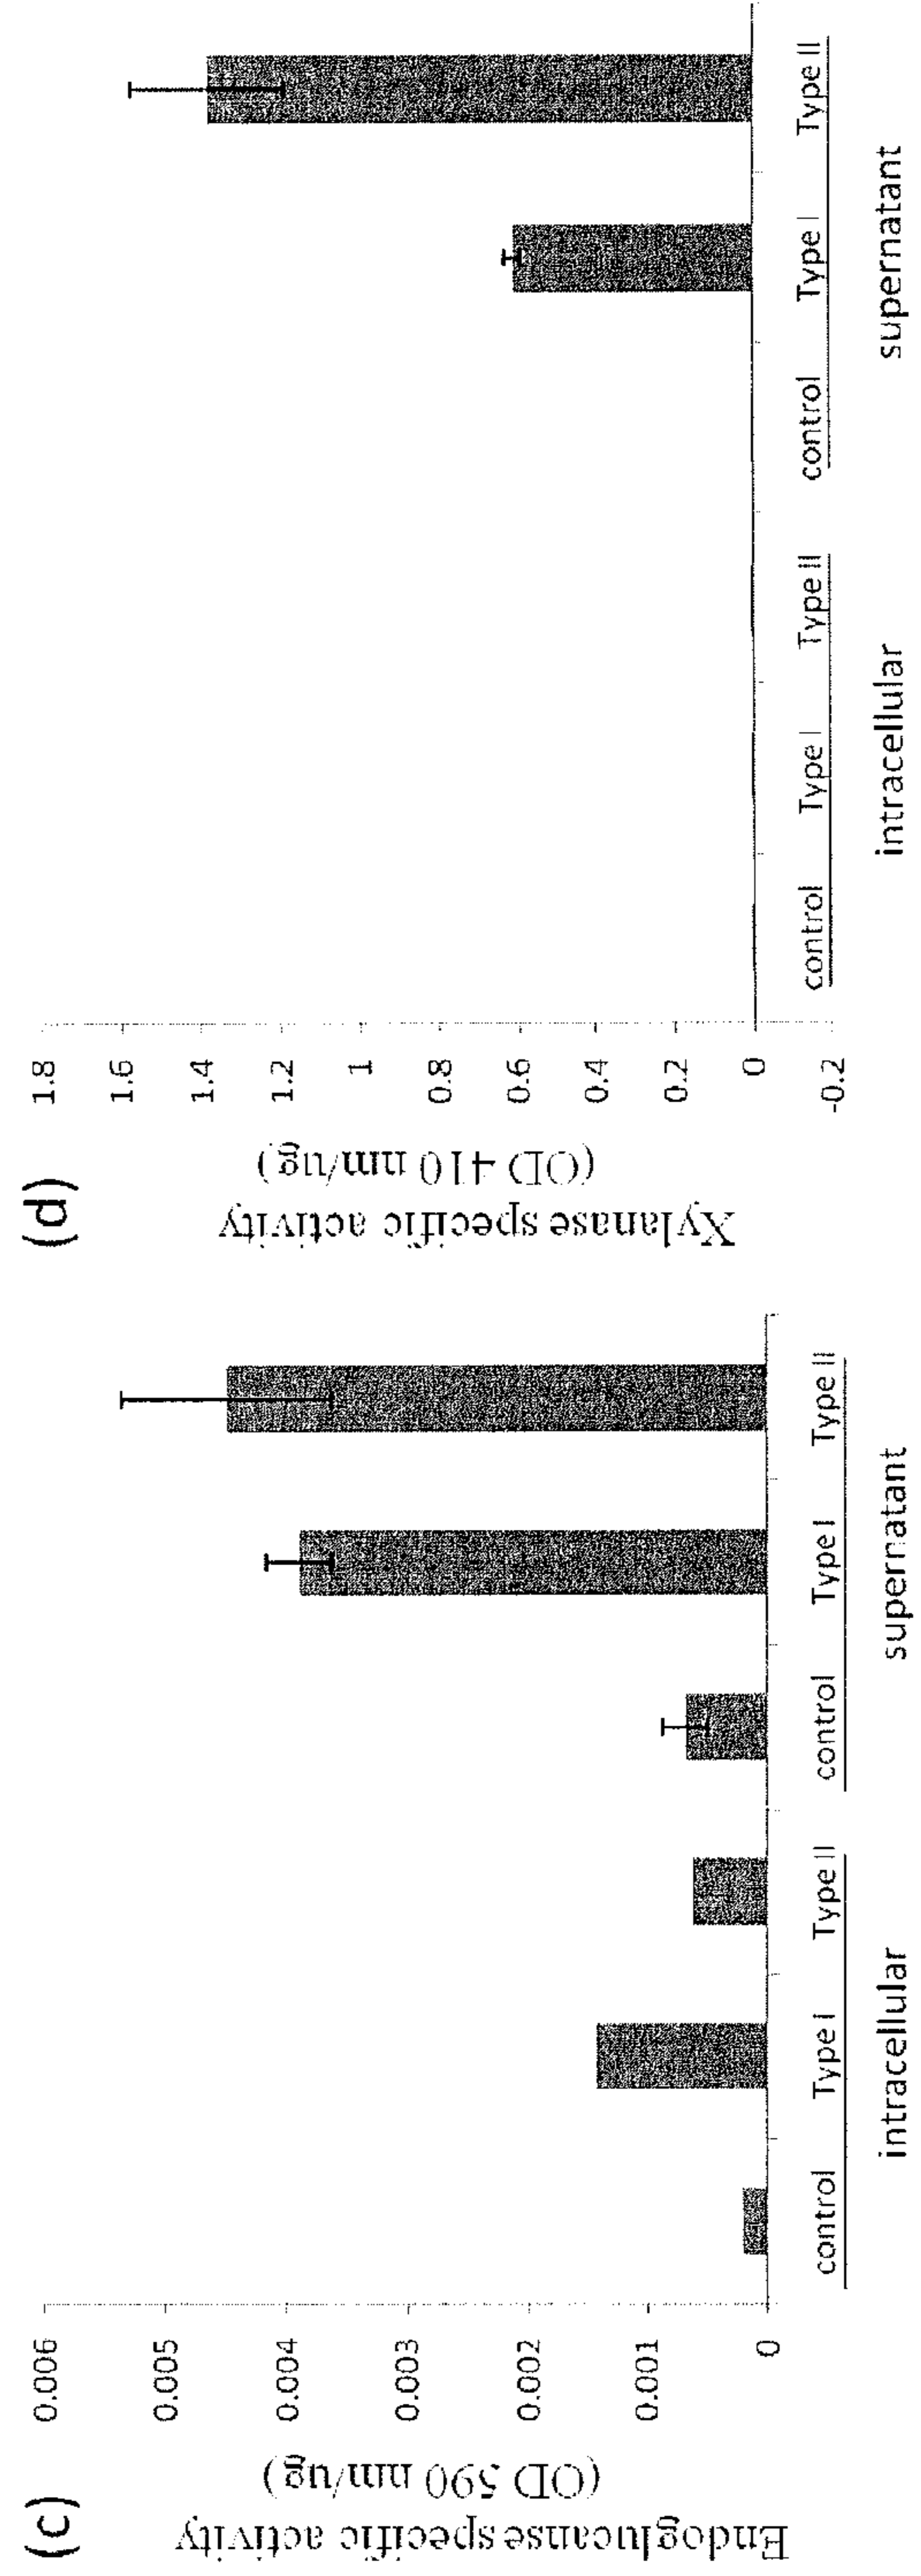 (c)
Endoglucanse specific activity
(OD 590 nm/ug)
0.006
0.005
0.004
0.003
0.002
0.001
0
control Type I Type II control Type I Type II
intracellular supernatant
(d)
Xylanase specific activity
(OD 410 nm/ug)
1.8
1.6
1.4
1.2
1
0.8
0.6
0.4
0.2
0
-0.2
control Type I Type II control Type I Type II
intracellular supernatant